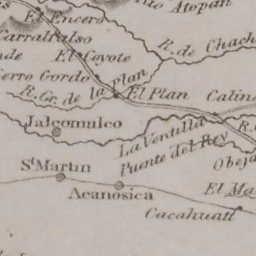 El Encero
Atopan
Carralfalso
El Coyote
R. de Chach
Cerro Gordo
R. Gr. de la Plan
El Plan
Calin
Jalcomulco
La Ventilla
Puente del Rey
Obej
St Martin
Acanosica
El Ma
Cacahuatl